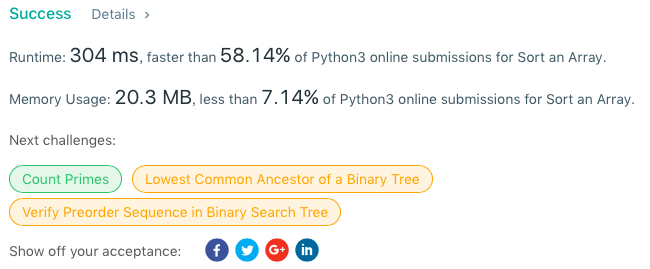 Success Details >
Runtime: 304 ms, faster than 58.14% of Python3 online submissions for Sort an Array.
Memory Usage: 20.3 MB, less than 7.14% of Python3 online submissions for Sort an Array.
Next challenges:
Count Primes Lowest Common Ancestor of a Binary Tree
Verify Preorder Sequence in Binary Search Tree
Show off your acceptance: f G+ in